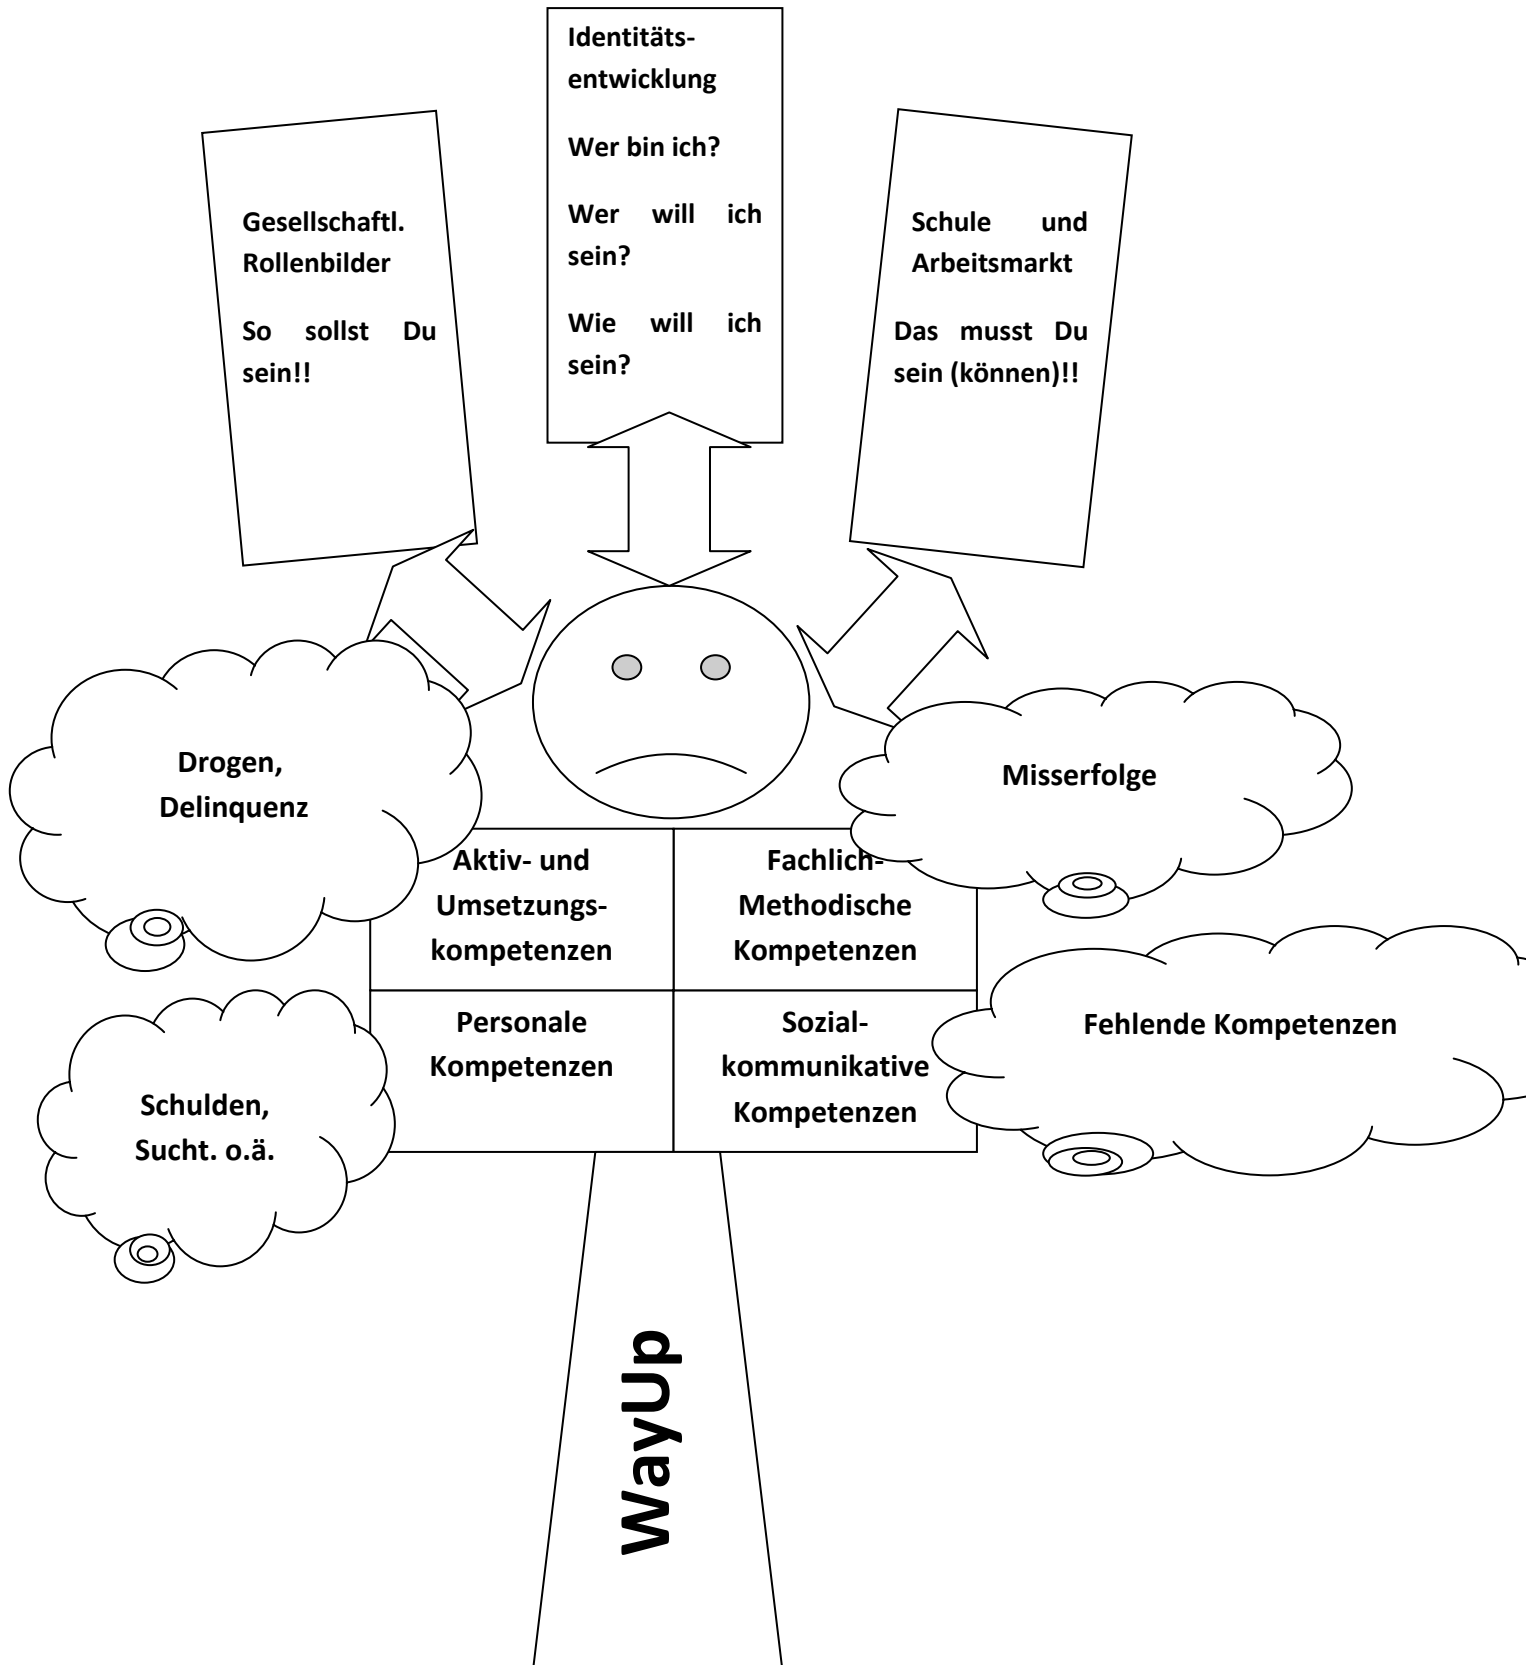 Identitäts-
entwicklung
Wer bin ich?
Wer will ich
sein?
Wie will ich
sein?
Gesellschaftl.
Rollenbilder
So sollst Du
sein!!
Schule und
Arbeitsmarkt
Das musst Du
sein (können)!!
Drogen,
Delinquenz
Misserfolge
Aktiv- und
Umsetzungs-
kompetenzen
Fachlich-
Methodische
Kompetenzen
Personale
Kompetenzen
Sozial-
kommunikative
Kompetenzen
Fehlende Kompetenzen
Schulden,
Sucht. o.ä.
WayUp